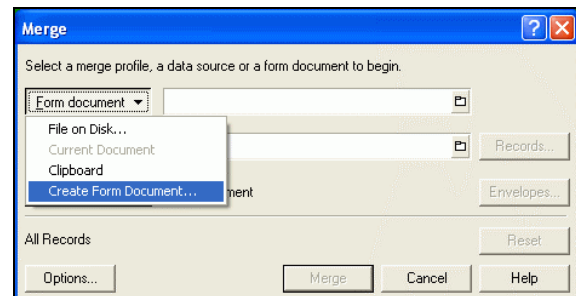 Merge
Select a merge profile, a data source or a form document to begin.
Form document
File on Disk...
Current Document
Clipboard
Create Form Document...
Records...
ment
Envelopes...
All Records
Reset
Options...
Merge
Cancel
Help